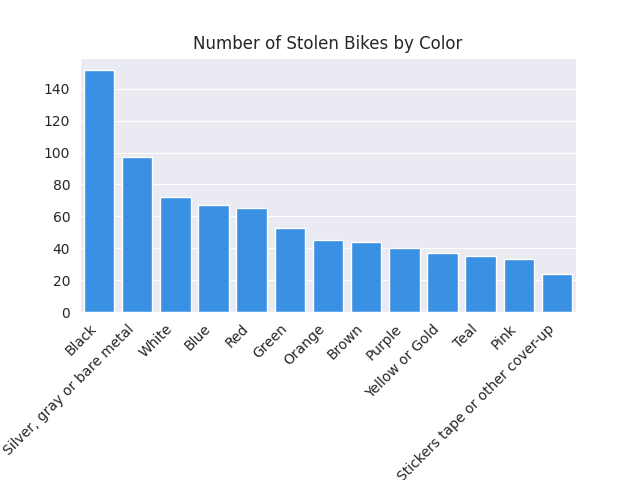 Number of Stolen Bikes by Color
140
120
100
80
60
40
20
0
Black
Silver, gray or bare metal
White
Blue
Red
Green
Orange
Brown
Purple
Yellow or Gold
Teal
Pink
Stickers tape or other cover-up